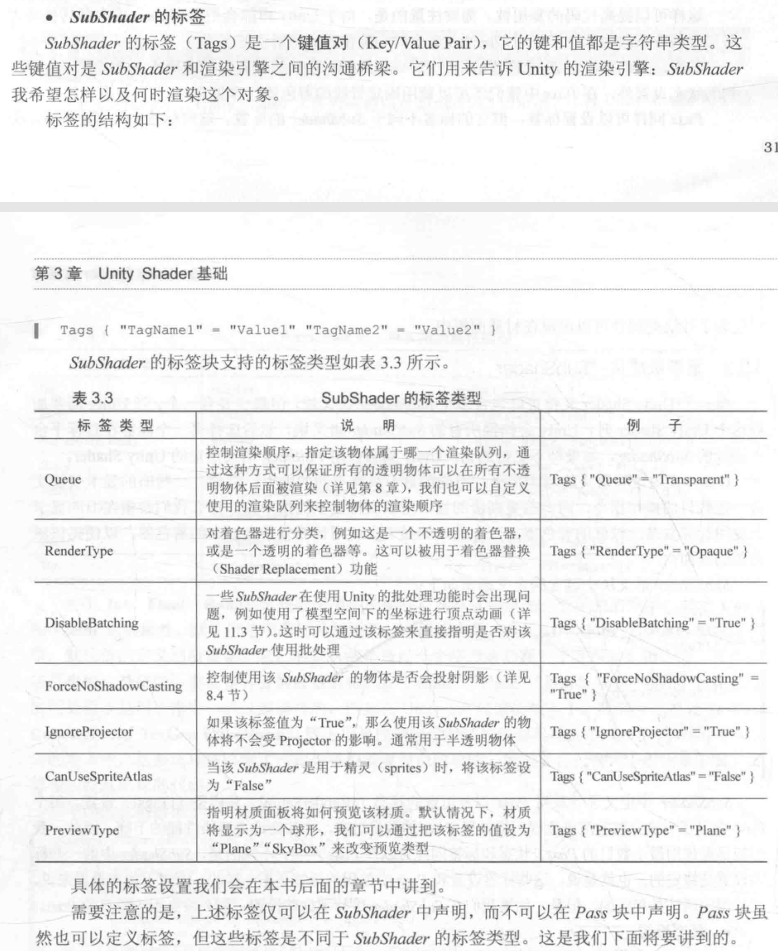 • SubShader 的标签
SubShader 的标签（Tags）是一个键值对（Key/Value Pair），它的键和值都是字符串类型。这
些键值对是 SubShader 和渲染引擎之间的沟通桥梁。它们用来告诉 Unity 的渲染引擎：SubShader
我希望怎样以及何时渲染这个对象。
标签的结构如下：
31
第 3 章 Unity Shader 基础
Tags { "TagName1" = "Value1" "TagName2" = "Value2"
SubShader 的标签块支持的标签类型如表 3.3 所示。
表 3.3 SubShader 的标签类型
标 签 类 型 说 明 例 子
控制渲染顺序，指定该物体属于哪一个渲染队列，通
过这种方式可以保证所有的透明物体可以在所有不透
明物体后面被渲染（详见第 8 章），我们也可以自定义
使用的渲染队列来控制物体的渲染顺序
Queue
Tags { "Queue" = "Transparent" }
对着色器进行分类，例如这是一个不透明的着色器，
或是一个透明的着色器等。这可以被用于着色器替换
（Shader Replacement）功能
RenderType
Tags { "RenderType" = "Opaque" }
一些 SubShader 在使用 Unity 的批处理功能时会出现问
题，例如使用了模型空间下的坐标进行顶点动画（详
见 11.3 节）。这时可以通过该标签来直接指明是否对该
SubShader 使用批处理
DisableBatching
Tags { "DisableBatching" = "True" }
控制使用该 SubShader 的物体是否会投射阴影（详见
8.4 节）
ForceNoShadowCasting
Tags { "ForceNoShadowCasting" =
"True" }
如果该标签值为“True”，那么使用该 SubShader 的物
体将不会受 Projector 的影响。通常用于半透明物体
IgnoreProjector
Tags { "IgnoreProjector" = "True" }
当该 SubShader 是用于精灵（sprites）时，将该标签设
为“False”
CanUseSpriteAtlas
Tags { "CanUseSpriteAtlas" = "False" }
指明材质面板将如何预览该材质。默认情况下，材质
将显示为一个球形，我们可以通过把该标签的值设为
“Plane”“SkyBox”来改变预览类型
PreviewType
Tags { "PreviewType" = "Plane" }
具体的标签设置我们会在本书后面的章节中讲到。
需要注意的是，上述标签仅可以在 SubShader 中声明，而不可以在 Pass 块中声明。Pass 块虽
然也可以定义标签，但这些标签是不同于 SubShader 的标签类型。这是我们下面将要讲到的。